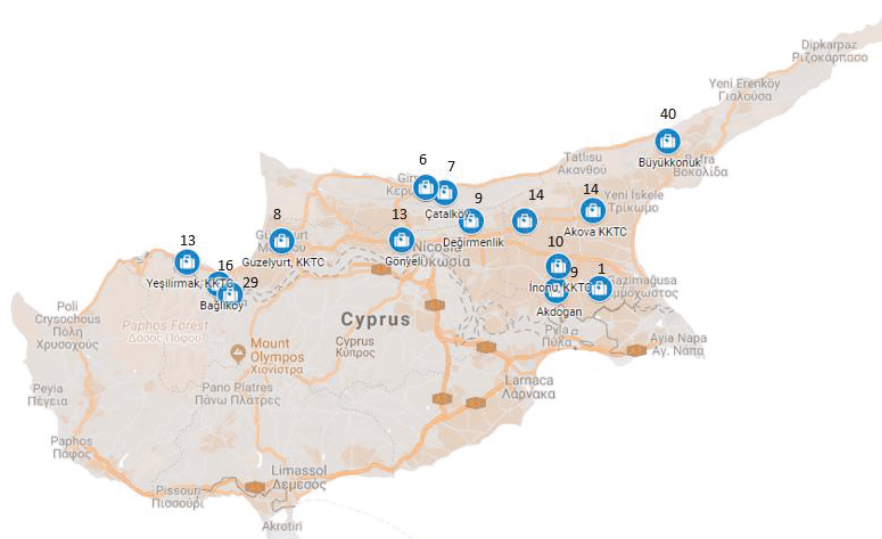 Dipkarpaz
Ριζοκάρπασο
Yeni Erenköy
Γιαλούσα
40
Büyükkonuk
Βοκολίδα
Tatlısu
Ακανθού
6
7
Çatalköy
9
Değirmenlik
14
14
Yeni İskele
Τρίκωμο
Akova KKTC
8
Guzelyurt, KKTC
13
Gönyeli
Nicosia
10
9
1
İnonu, KKTC
Akdogan
Gazimağusa
13
Yeşilirmak, KKTC
16
29
Bağlıköy
Poli
Crysochous
Πόλη
Χρυσοχούς
Paphos Forest
Δάσος Πάφου
Mount
Olympos
Χιονίστρα
Cyprus
Cyprus
Κύπρος
Pyla
Πύλα
Ayia Napa
Αγ. Νάπα
Larnaca
Λάρνακα
Peyia
Πέγεια
Pano Platres
Πάνω Πλάτρες
Paphos
Πάφος
Limassol
Λεμεσός
Pissouri
Πισσούρι
Akrotiri